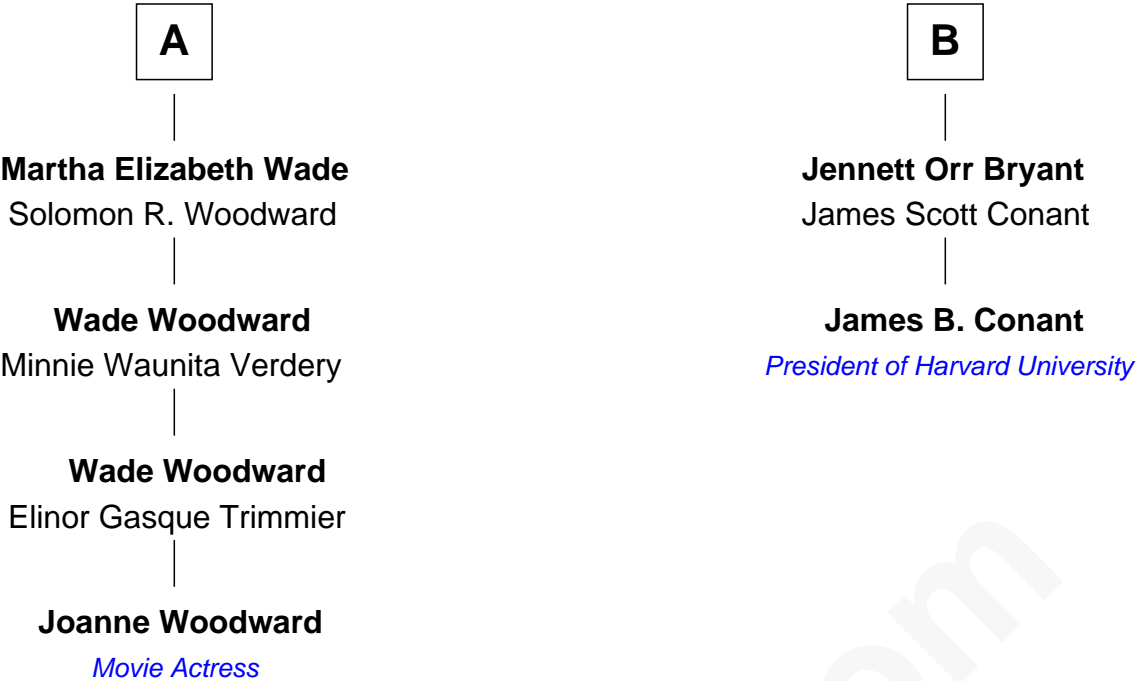 A
Martha Elizabeth Wade
Solomon R. Woodward
Wade Woodward
Minnie Waunita Verdery
Wade Woodward
Elinor Gasque Trimmier
Joanne Woodward
Movie Actress
B
Jennett Orr Bryant
James Scott Conant
James B. Conant
President of Harvard University
om